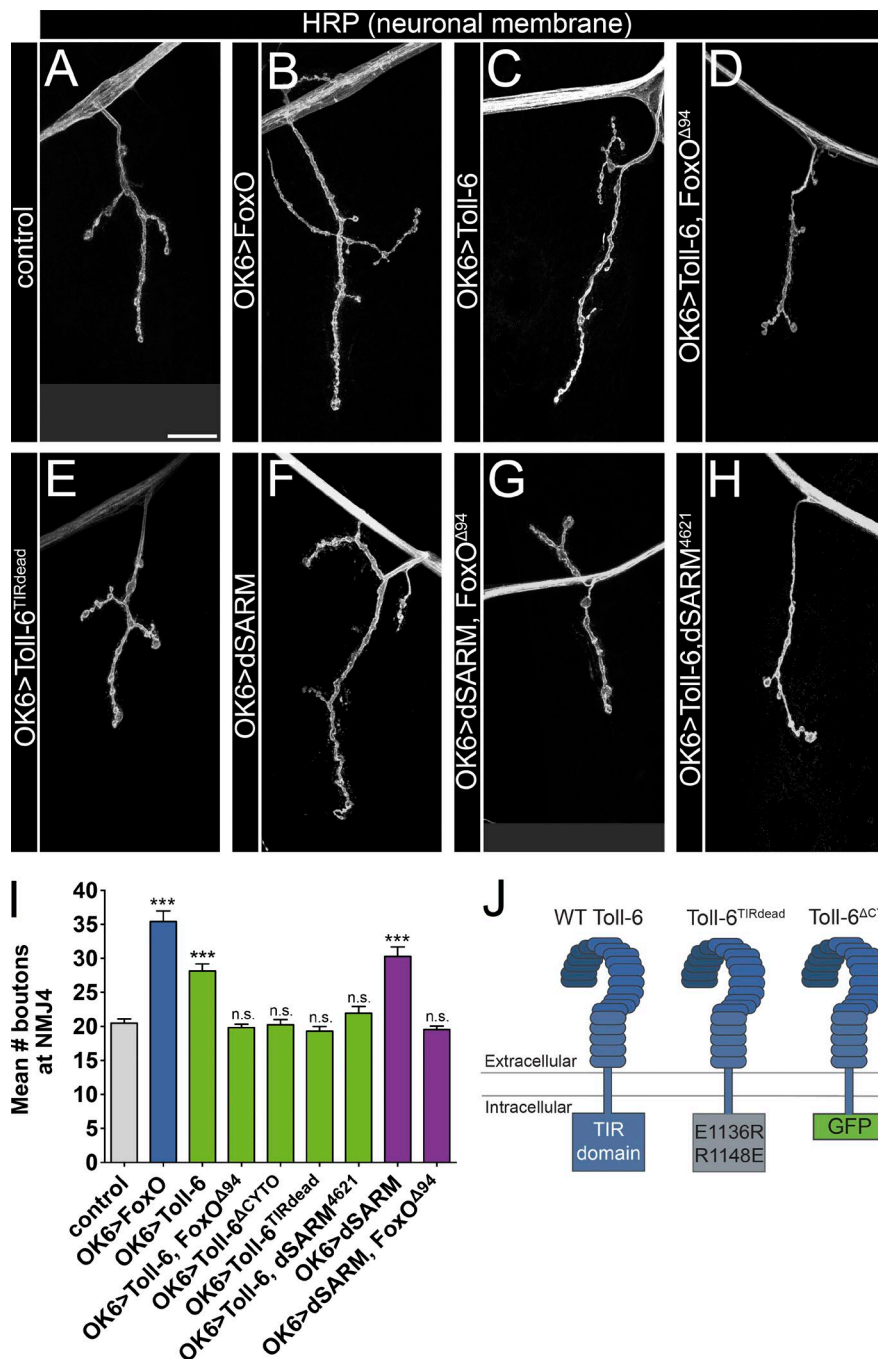 HRP (neuronal membrane)
A
B
C
D
control
OK6>FoxO
OK6>Toll-6
OK6>Toll-6, FoxO^Δ94
E
F
G
H
OK6>Toll-6^TIRdead
OK6>dSARM
OK6>dSARM, FoxO^Δ94
OK6>Toll-6,dSARM^4621
I
Mean # boutons
at NMJ4
40
35
30
25
20
15
10
5
0
***
***
n.s.
n.s.
n.s.
n.s.
***
n.s.
control
OK6>FoxO
OK6>Toll-6
OK6>Toll-6, FoxO^Δ94
OK6>Toll-6^ΔCYTO
OK6>Toll-6^TIRdead
OK6>Toll-6, dSARM^4621
OK6>dSARM
OK6>dSARM, FoxO^Δ94
J
WT Toll-6
Toll-6^TIRdead
Toll-6^ΔCY
Extracellular
Intracellular
TIR
domain
E1136R
R1148E
GFP